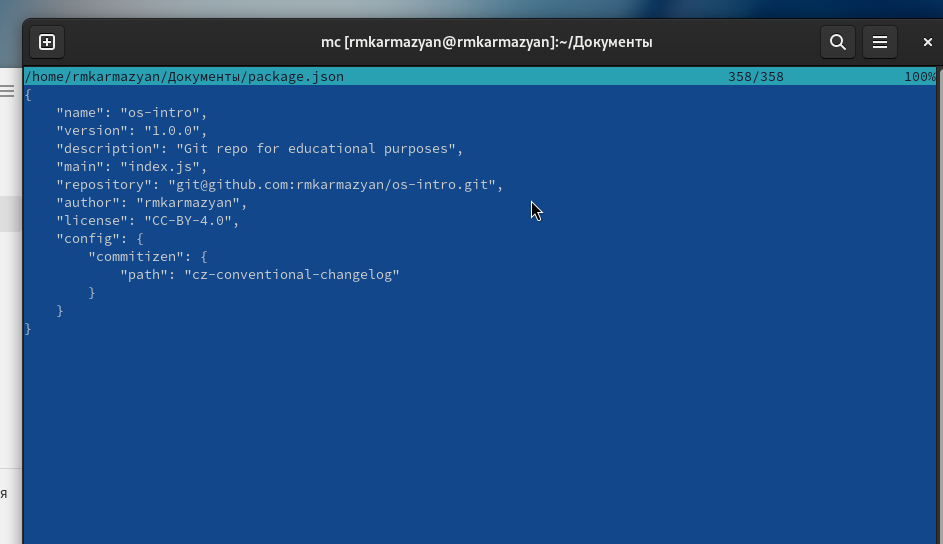 mc [rmkarmazyan@rmkarmazyan]:~/Документы
/home/rmkarmazyan/Документы/package.json 358/358 100%
{
    "name": "os-intro",
    "version": "1.0.0",
    "description": "Git repo for educational purposes",
    "main": "index.js",
    "repository": "git@github.com:rmkarmazyan/os-intro.git",
    "author": "rmkarmazyan",
    "license": "CC-BY-4.0",
    "config": {
        "commitizen": {
            "path": "cz-conventional-changelog"
        }
    }
}
я